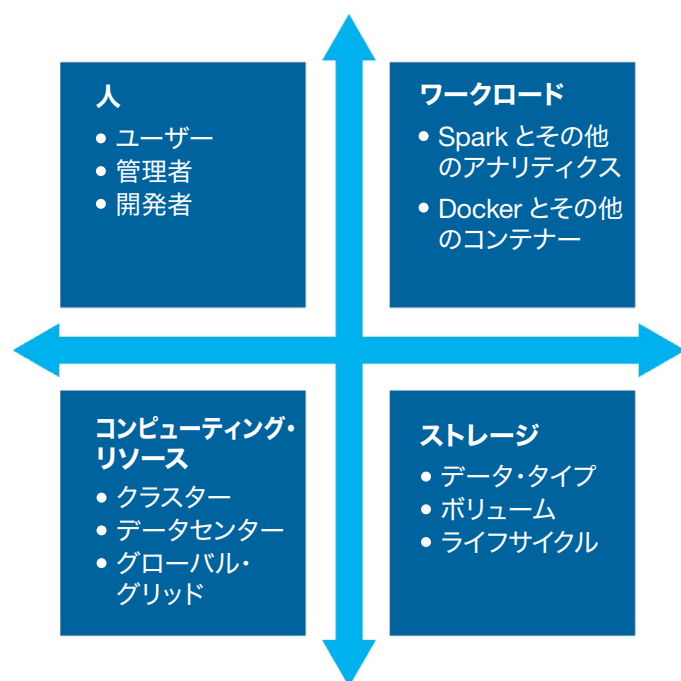 人
• ユーザー
• 管理者
• 開発者
ワークロード
• Spark とその他
のアナリティクス
• Docker とその他
のコンテナー
コンピューティング・
リソース
• クラスター
• データセンター
• グローバル・
グリッド
ストレージ
• データ・タイプ
• ボリューム
• ライフサイクル